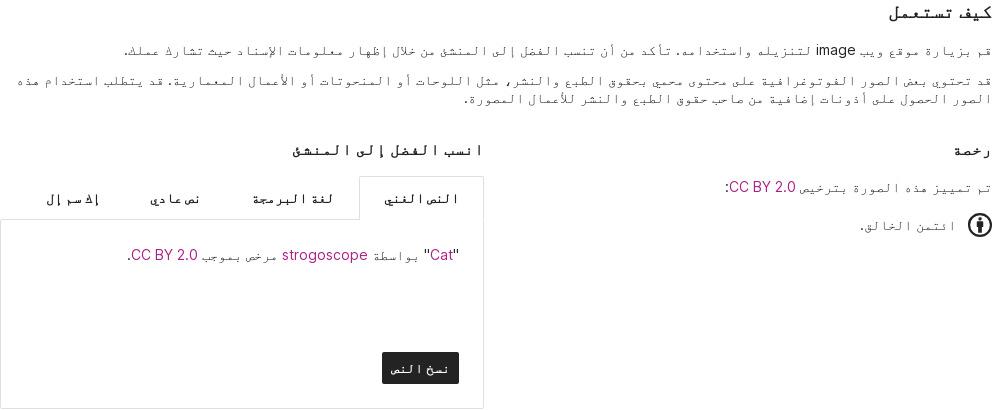 كيف تستعمل
قم بزيارة موقع ويب image لتنزيله واستخدامه. تأكد من أن تنسب الفضل إلى المنشئ من خلال إظهار معلومات الإسناد حيث تشارك عملك.
قد تحتوي بعض الصور الفوتوغرافية على محتوى محمي بحقوق الطبع والنشر، مثل اللوحات أو المنحوتات أو الأعمال المعمارية. قد يتطلب استخدام هذه
الصور الحصول على أذونات إضافية من صاحب حقوق الطبع والنشر للأعمال المصورة.
رخصة
تم تمييز هذه الصورة بترخيص CC BY 2.0:
ائتمن الخالق.
انسب الفضل إلى المنشئ
النص الغني
لغة البرمجة
نص عادي
إك سم إل
"Cat" بواسطة strogoscope مرخص بموجب CC BY 2.0.
نسخ النص